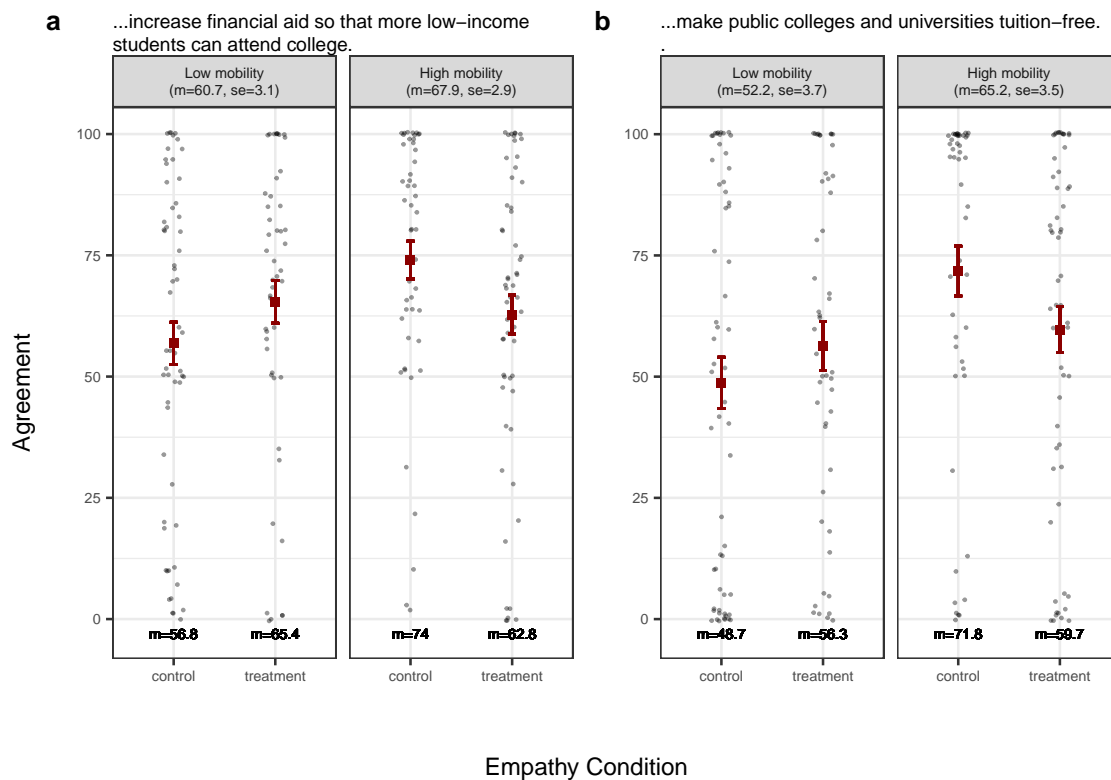 a
...increase financial aid so that more low−income
students can attend college.
b
...make public colleges and universities tuition−free.
.
Low mobility
(m=60.7, se=3.1)
High mobility
(m=67.9, se=2.9)
Low mobility
(m=52.2, se=3.7)
High mobility
(m=65.2, se=3.5)
Agreement
100
75
50
25
0
m=56.8
m=65.4
m=74
m=62.8
control
treatment
control
treatment
100
75
50
25
0
m=48.7
m=56.3
m=71.8
m=59.7
control
treatment
control
treatment
Empathy Condition